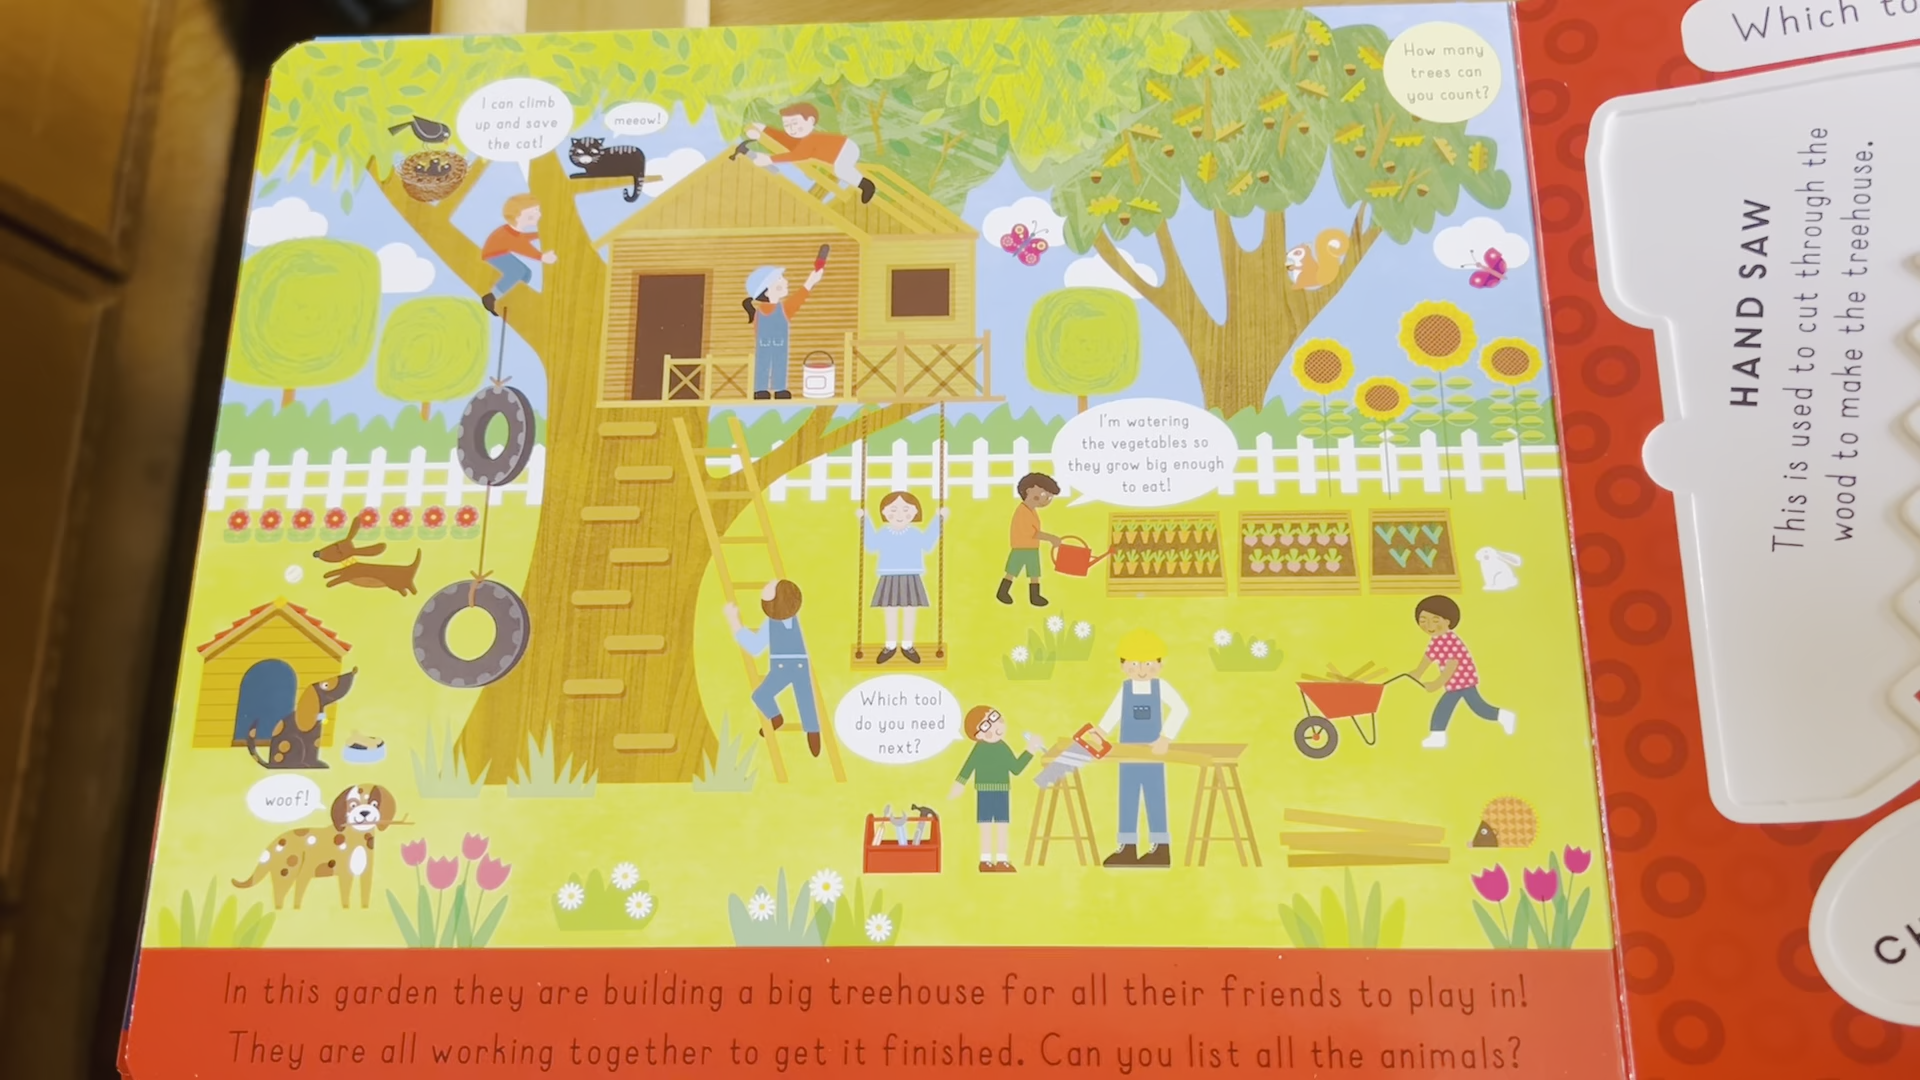 I can climb
up and save
the cat!
meeow!
How many
trees can
you count?
I'm watering
the vegetables so
they grow big enough
to eat!
Which tool
do you need
next?
woof!
In this garden they are building a big treehouse for all their friends to play in!
They are all working together to get it finished. Can you list all the animals?
Which
HAND SAW
This is used to cut through the
wood to make the treehouse.